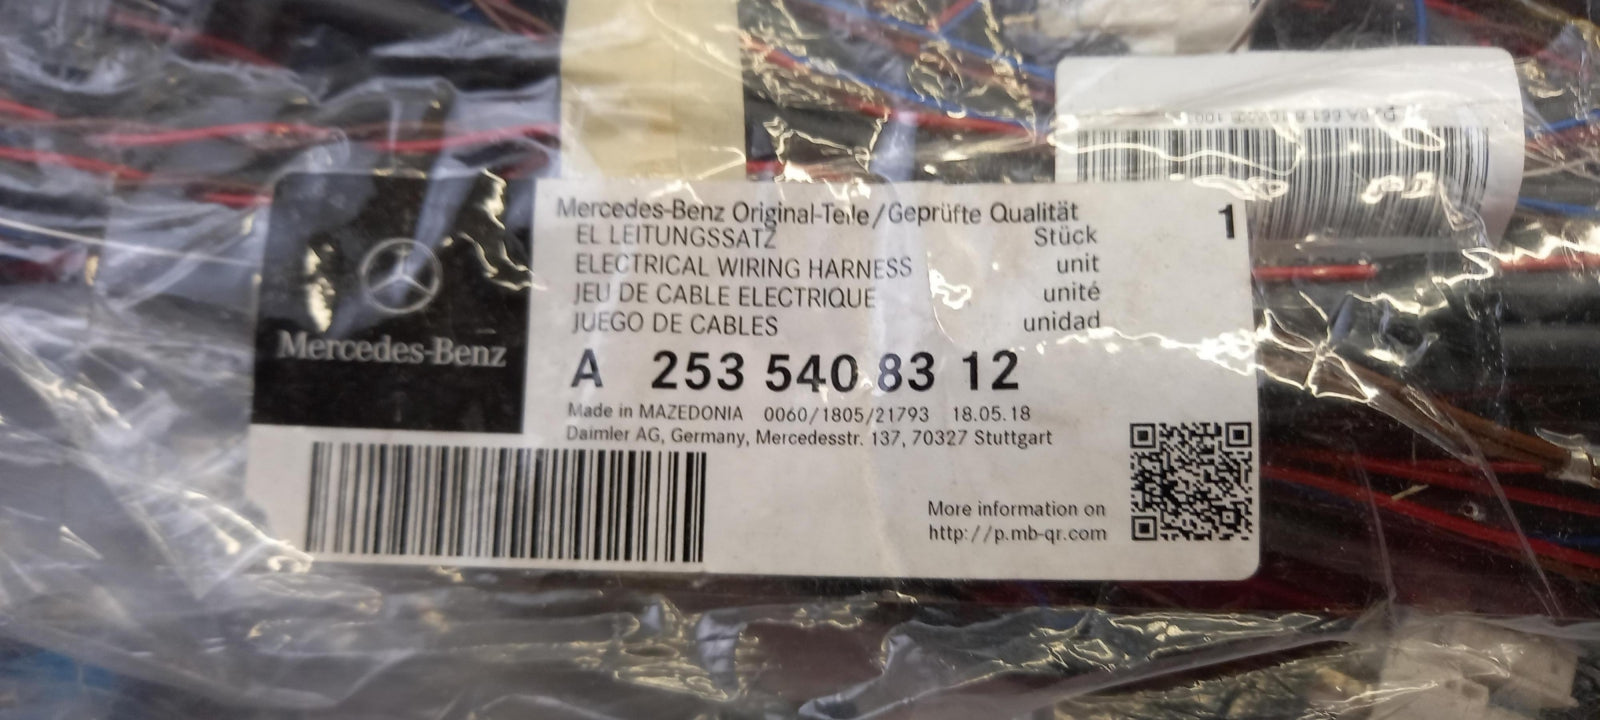 Mercedes-Benz
Mercedes-Benz Original-Teile/Geprüfte Qualität
1
EL LEITUNGSSATZ Stück
ELECTRICAL WIRING HARNESS unit
JEU DE CABLE ELECTRIQUE unité
JUEGO DE CABLES unidad
A 253 540 83 12
Made in MAZEDONIA 0060/1805/21793 18.05.18
Daimler AG, Germany, Mercedesstr. 137, 70327 Stuttgart
More information on
http://p.mb-qr.com